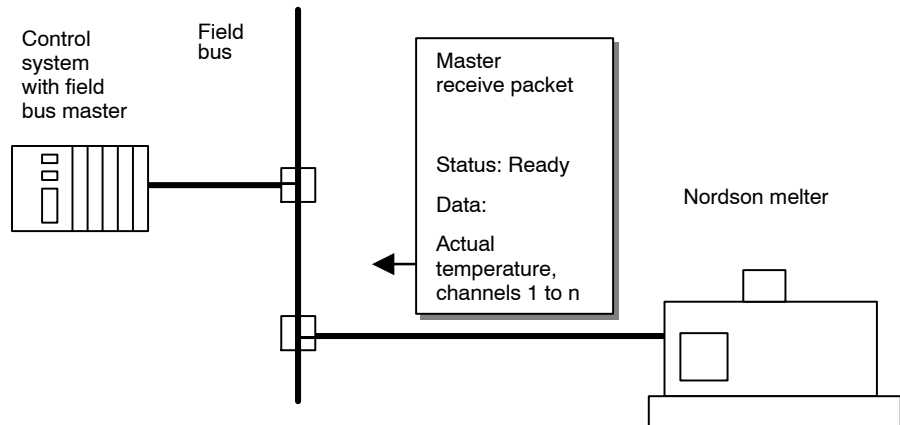 Control
system
with field
bus master
Field
bus
Master
receive packet
Status: Ready
Data:
Actual
temperature,
channels 1 to n
Nordson melter